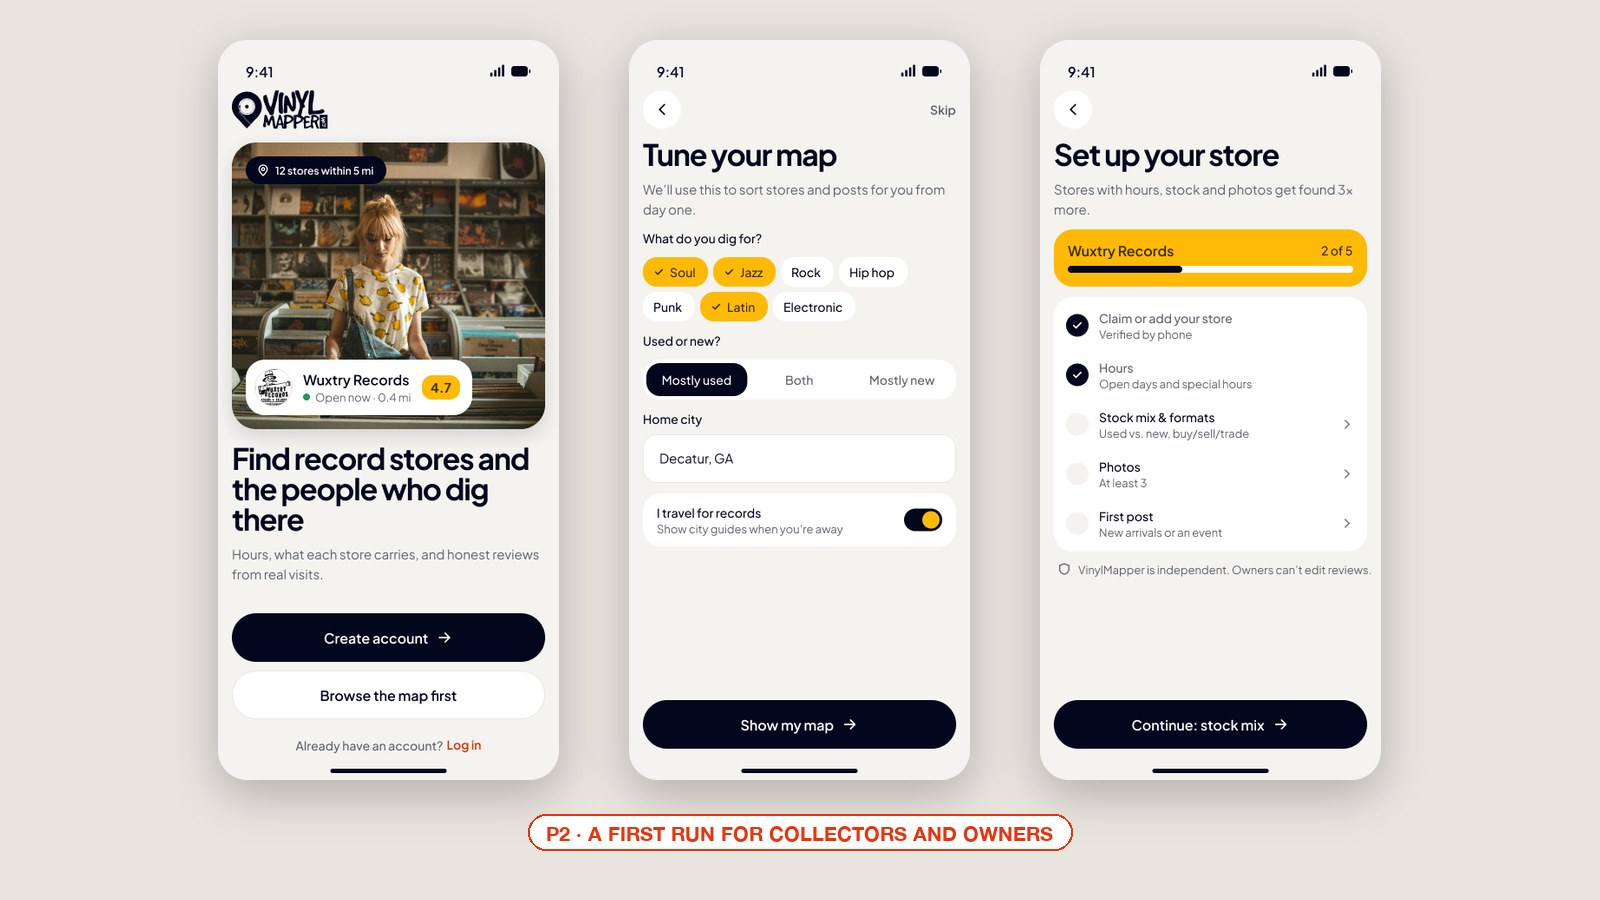 9:41
VINYL
MAPPER
12 stores within 5 mi
WUXTRY
RECORDS
Wuxtry Records
Open now · 0.4 mi
4.7
Find record stores and
the people who dig
there
Hours, what each store carries, and honest reviews
from real visits.
Create account
Browse the map first
Already have an account? Log in
9:41
Skip
Tune your map
We'll use this to sort stores and posts for you from
day one.
What do you dig for?
Soul
Jazz
Rock
Hip hop
Punk
Latin
Electronic
Used or new?
Mostly used
Both
Mostly new
Home city
Decatur, GA
I travel for records
Show city guides when you're away
Show my map
9:41
Set up your store
Stores with hours, stock and photos get found 3×
more.
Wuxtry Records
2 of 5
Claim or add your store
Verified by phone
Hours
Open days and special hours
Stock mix & formats
Used vs. new, buy/sell/trade
Photos
At least 3
First post
New arrivals or an event
VinylMapper is independent. Owners can't edit reviews.
Continue: stock mix
P2 · A FIRST RUN FOR COLLECTORS AND OWNERS